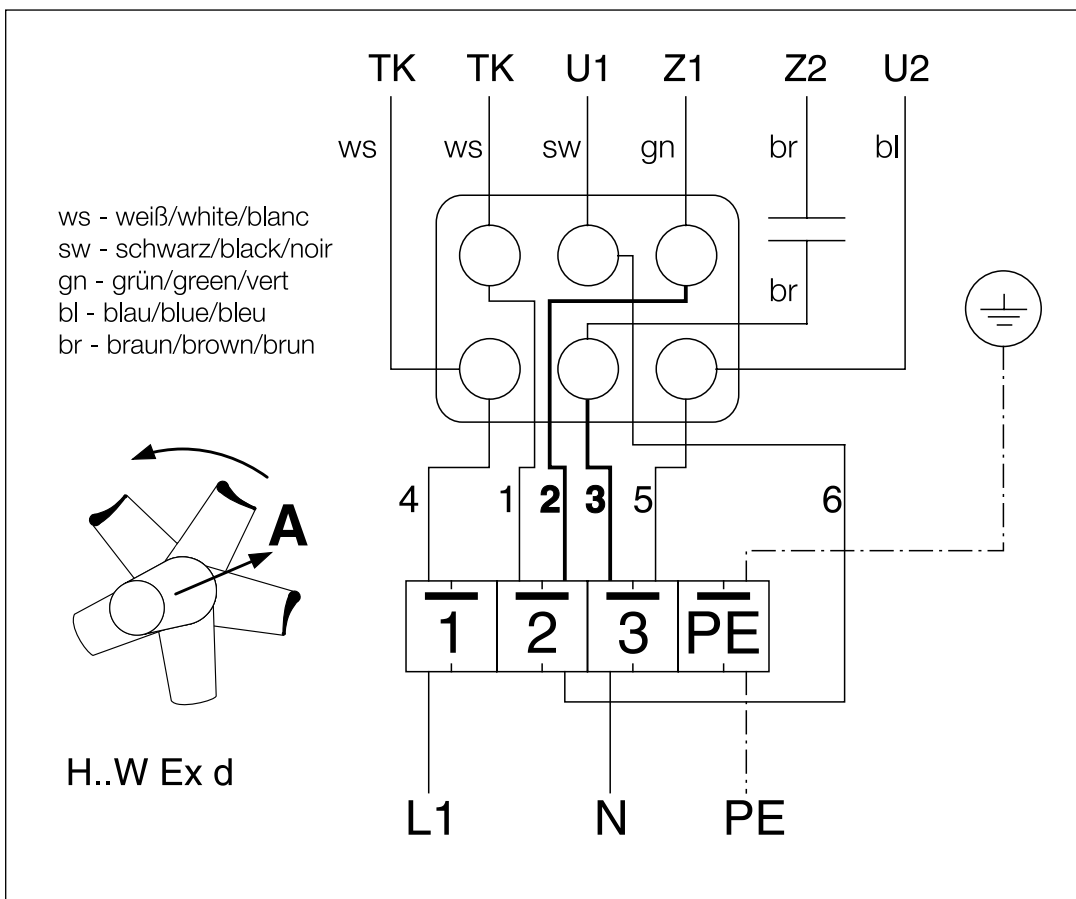 TK TK U1 Z1 Z2 U2
ws ws sw gn br bl
ws - weiß/white/blanc
sw - schwarz/black/noir
gn - grün/green/vert
bl - blau/blue/bleu
br - braun/brown/brun
br
4 1 2 3 5 6
A
1 2 3 PE
H..W Ex d
L1 N PE